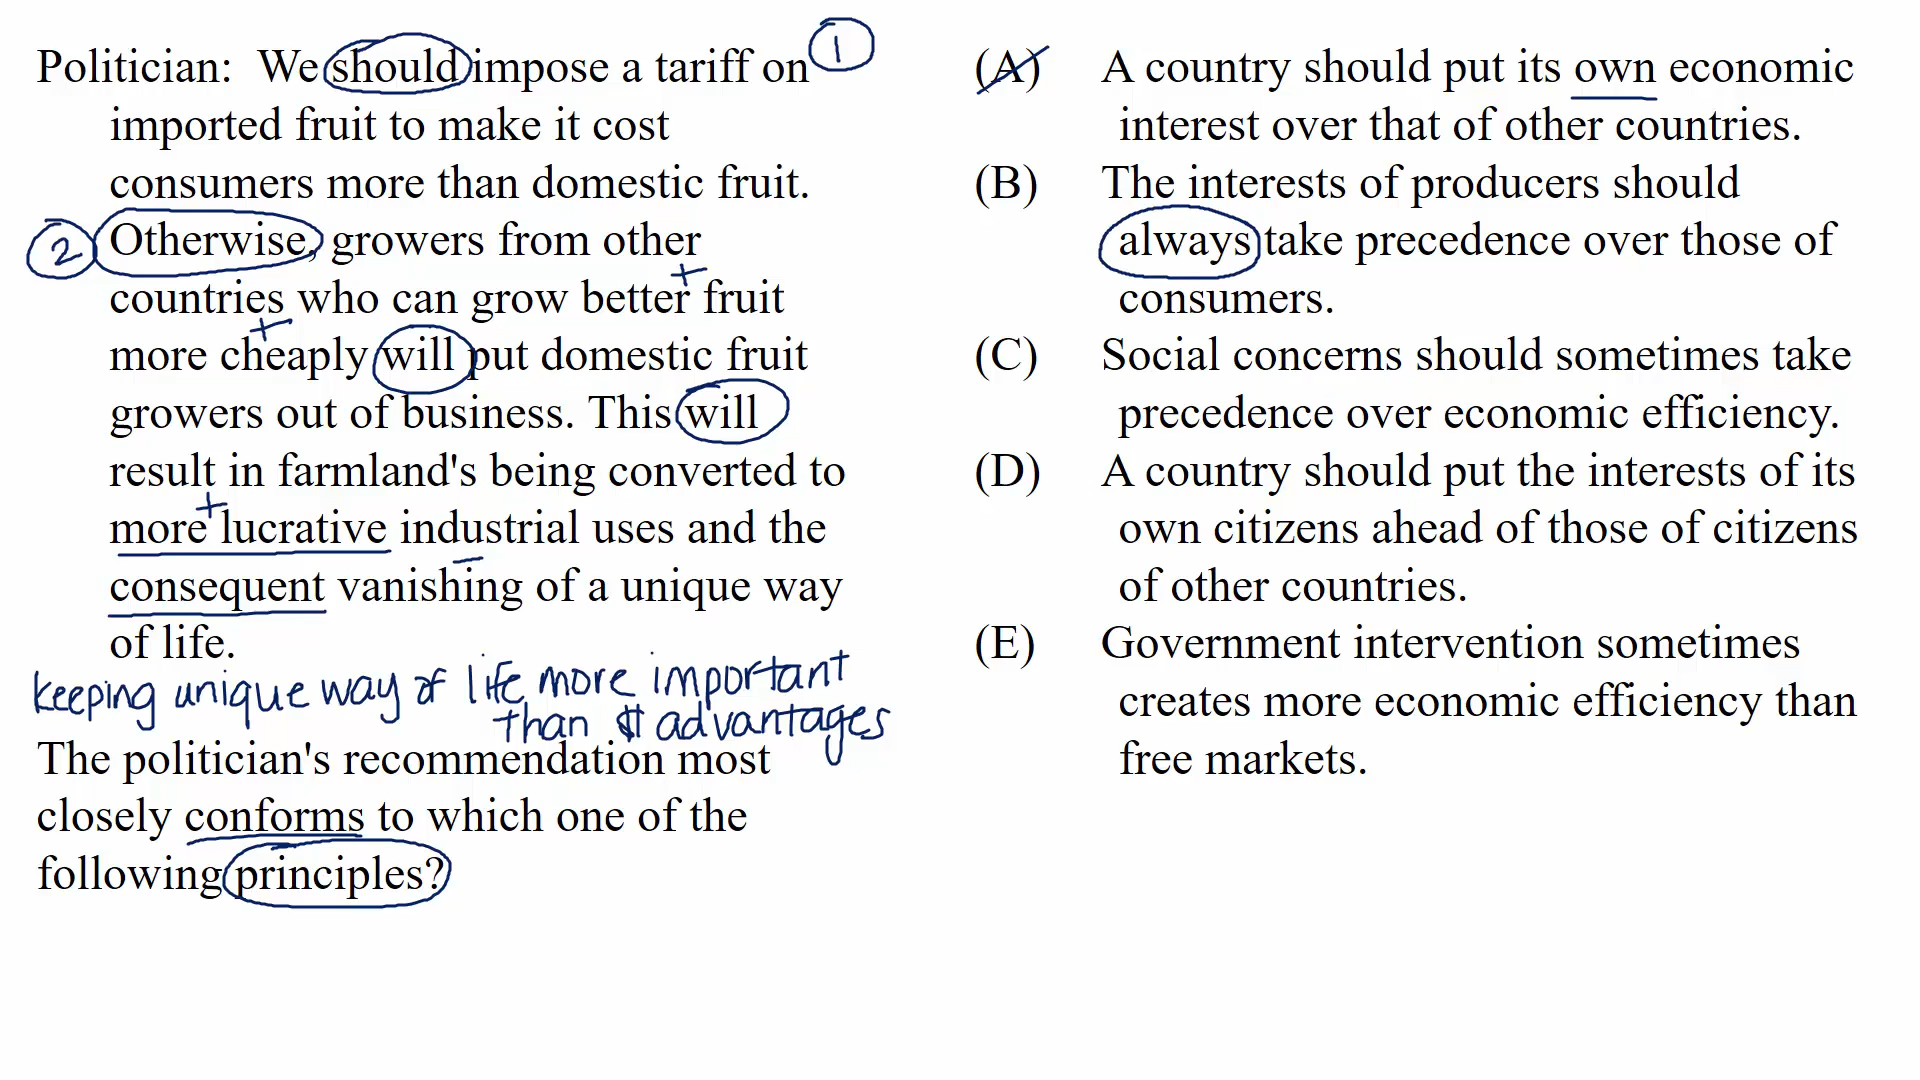 Politician: We should impose a tariff on 1
imported fruit to make it cost
consumers more than domestic fruit.
2 Otherwise, growers from other
countries who can grow better fruit
more cheaply will put domestic fruit
growers out of business. This will
result in farmland's being converted to
more lucrative industrial uses and the
consequent vanishing of a unique way
of life.
keeping unique way of life more important
than $ advantages
The politician's recommendation most
closely conforms to which one of the
following principles?
(A) A country should put its own economic
interest over that of other countries.
(B) The interests of producers should
always take precedence over those of
consumers.
(C) Social concerns should sometimes take
precedence over economic efficiency.
(D) A country should put the interests of its
own citizens ahead of those of citizens
of other countries.
(E) Government intervention sometimes
creates more economic efficiency than
free markets.